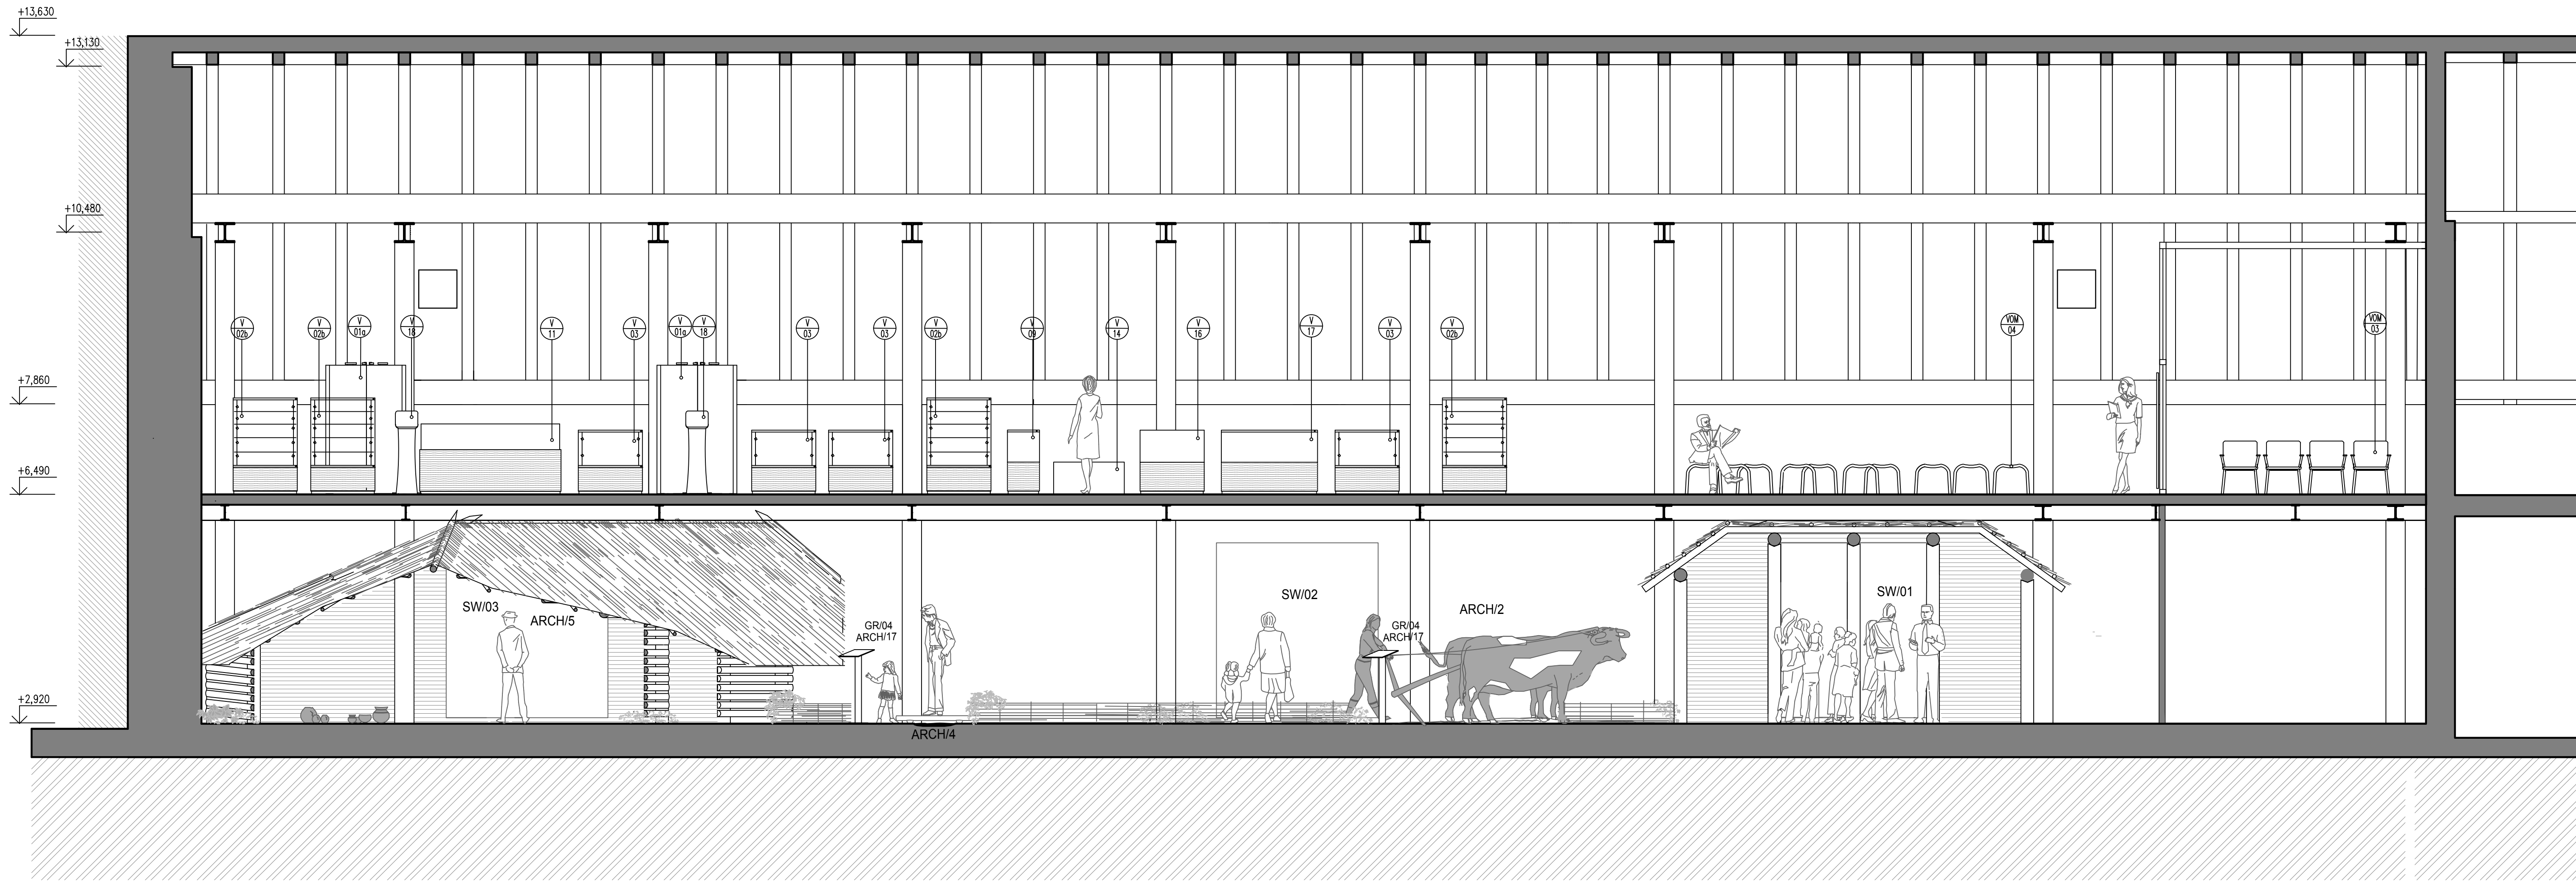 +13,630
+13,130
+10,480
+7,860
+6,490
+2,920
V
02b
V
02b
V
01a
V
18
V
11
V
03
V
01a
V
18
V
03
V
03
V
02b
V
09
V
14
V
16
V
17
V
03
V
02b
VOM
04
VOM
03
SW/03
ARCH/5
GR/04
ARCH/17
ARCH/4
SW/02
GR/04
ARCH/17
ARCH/2
SW/01